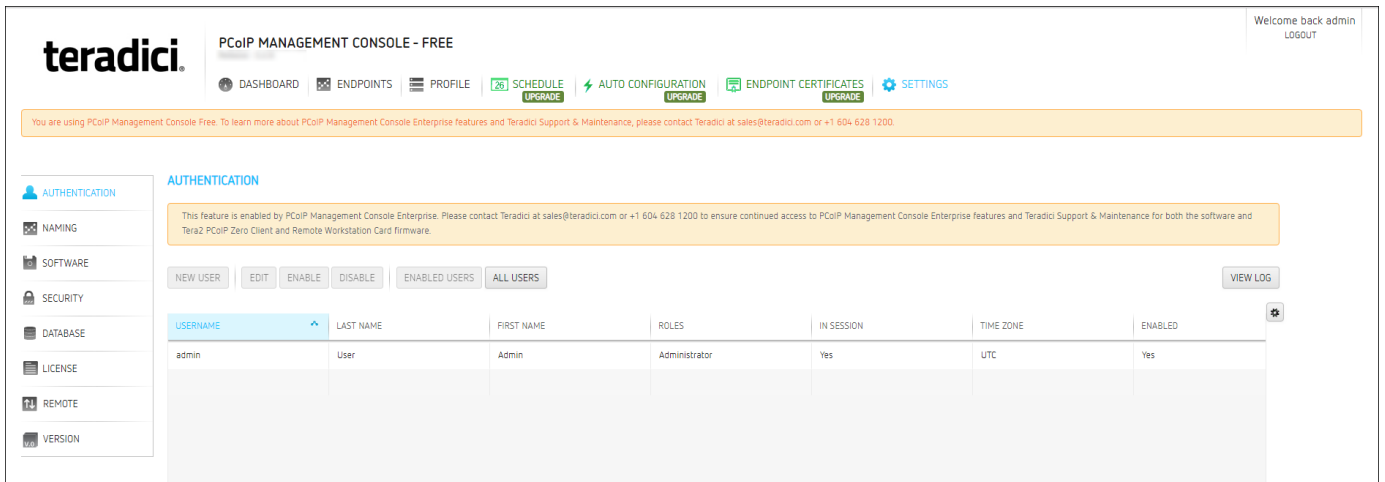 Welcome back admin
LOGOUT
teradici.
PCoIP MANAGEMENT CONSOLE - FREE
DASHBOARD
ENDPOINTS
PROFILE
26
SCHEDULE
UPGRADE
AUTO CONFIGURATION
UPGRADE
ENDPOINT CERTIFICATES
UPGRADE
SETTINGS
You are using PCoIP Management Console Free. To learn more about PCoIP Management Console Enterprise features and Teradici Support & Maintenance, please contact Teradici at sales@teradici.com or +1 604 628 1200.
AUTHENTICATION
NAMING
SOFTWARE
SECURITY
DATABASE
LICENSE
REMOTE
V.0
VERSION
AUTHENTICATION
This feature is enabled by PCoIP Management Console Enterprise. Please contact Teradici at sales@teradici.com or +1 604 628 1200 to ensure continued access to PCoIP Management Console Enterprise features and Teradici Support & Maintenance for both the software and
Tera2 PCoIP Zero Client and Remote Workstation Card firmware.
NEW USER EDIT ENABLE DISABLE ENABLED USERS ALL USERS VIEW LOG
USERNAME LAST NAME FIRST NAME ROLES IN SESSION TIME ZONE ENABLED
admin User Admin Administrator Yes UTC Yes